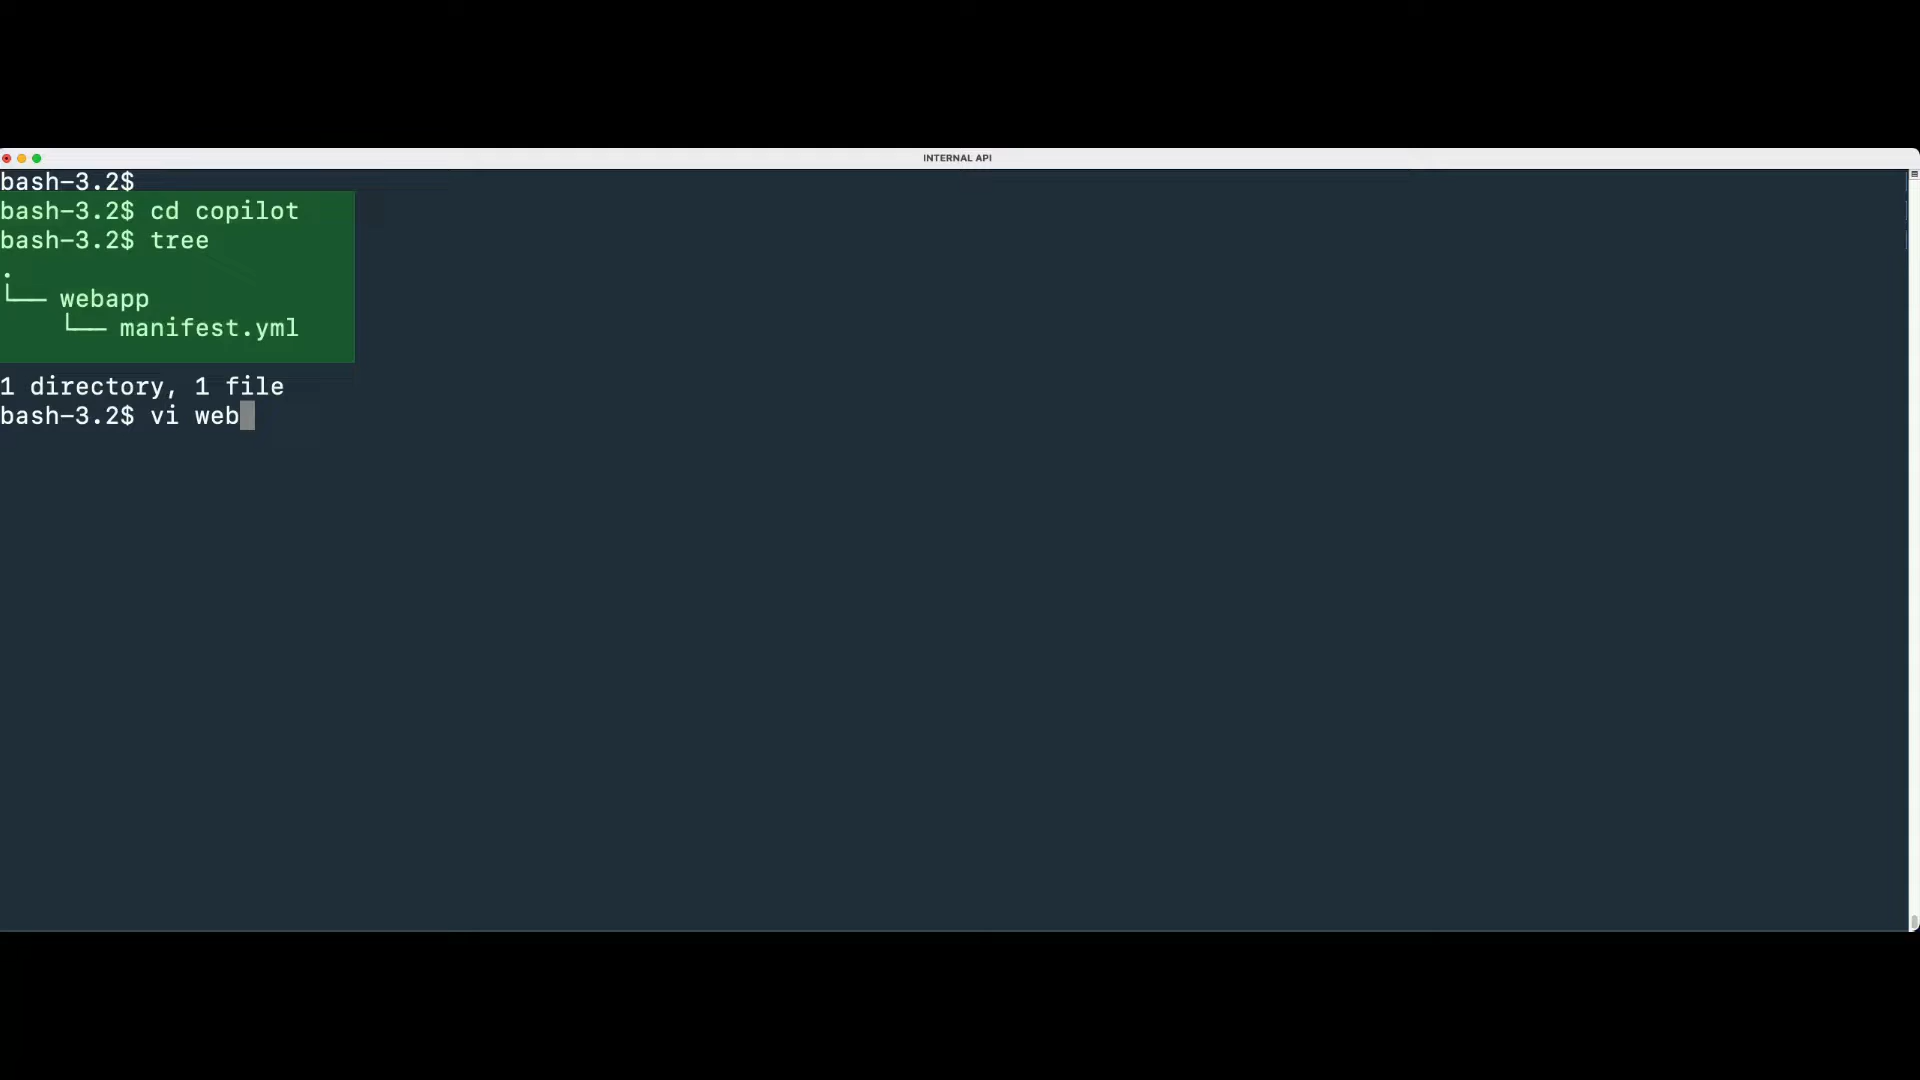 INTERNAL API
bash-3.2$
bash-3.2$ cd copilot
bash-3.2$ tree
.
└── webapp
    └── manifest.yml
1 directory, 1 file
bash-3.2$ vi web